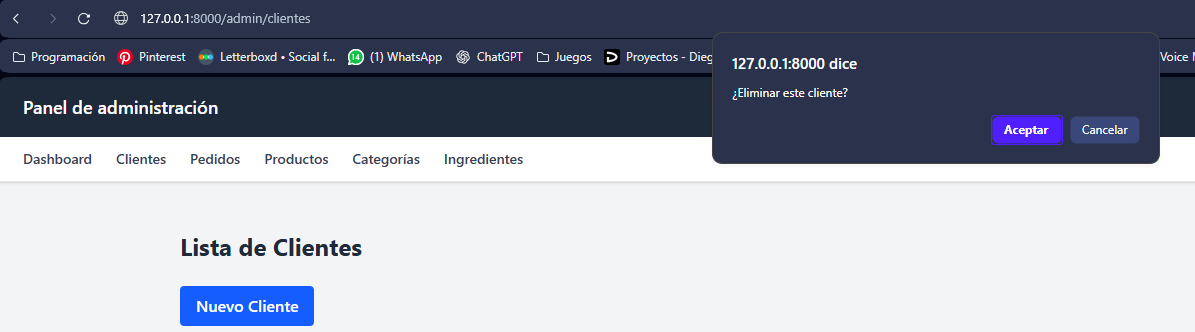 127.0.0.1:8000/admin/clientes
Programación Pinterest Letterboxd • Social f... 14 (1) WhatsApp ChatGPT Juegos Proyectos - Dieg Voice
127.0.0.1:8000 dice
¿Eliminar este cliente?
Aceptar Cancelar
Panel de administración
Dashboard Clientes Pedidos Productos Categorías Ingredientes
Lista de Clientes
Nuevo Cliente